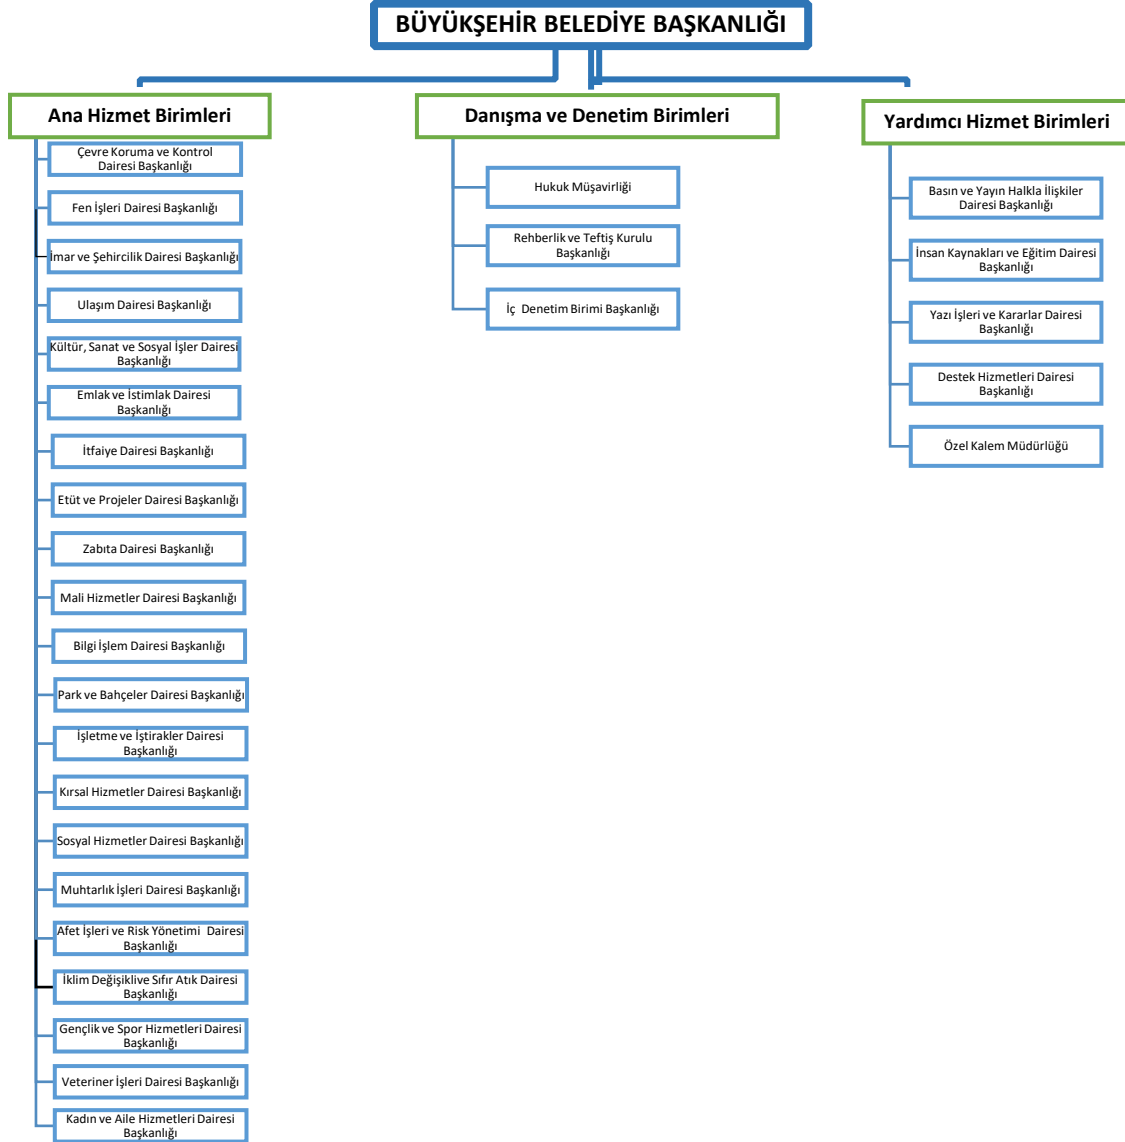 BÜYÜKŞEHİR BELEDİYE BAŞKANLIĞI
Ana Hizmet Birimleri
Çevre Koruma ve Kontrol
Dairesi Başkanlığı
Fen İşleri Dairesi Başkanlığı
İmar ve Şehircilik Dairesi Başkanlığı
Ulaşım Dairesi Başkanlığı
Kültür, Sanat ve Sosyal İşler Dairesi
Başkanlığı
Emlak ve İstimlak Dairesi
Başkanlığı
İtfaiye Dairesi Başkanlığı
Etüt ve Projeler Dairesi Başkanlığı
Zabıta Dairesi Başkanlığı
Mali Hizmetler Dairesi Başkanlığı
Bilgi İşlem Dairesi Başkanlığı
Park ve Bahçeler Dairesi Başkanlığı
İşletme ve İştirakler Dairesi
Başkanlığı
Kırsal Hizmetler Dairesi Başkanlığı
Sosyal Hizmetler Dairesi Başkanlığı
Muhtarlık İşleri Dairesi Başkanlığı
Afet İşleri ve Risk Yönetimi Dairesi
Başkanlığı
İklim Değişiklive Sıfır Atık Dairesi
Başkanlığı
Gençlik ve Spor Hizmetleri Dairesi
Başkanlığı
Veteriner İşleri Dairesi Başkanlığı
Kadın ve Aile Hizmetleri Dairesi
Başkanlığı
Danışma ve Denetim Birimleri
Hukuk Müşavirliği
Rehberlik ve Teftiş Kurulu
Başkanlığı
İç Denetim Birimi Başkanlığı
Yardımcı Hizmet Birimleri
Basın ve Yayın Halkla İlişkiler
Dairesi Başkanlığı
İnsan Kaynakları ve Eğitim Dairesi
Başkanlığı
Yazı İşleri ve Kararlar Dairesi
Başkanlığı
Destek Hizmetleri Dairesi
Başkanlığı
Özel Kalem Müdürlüğü